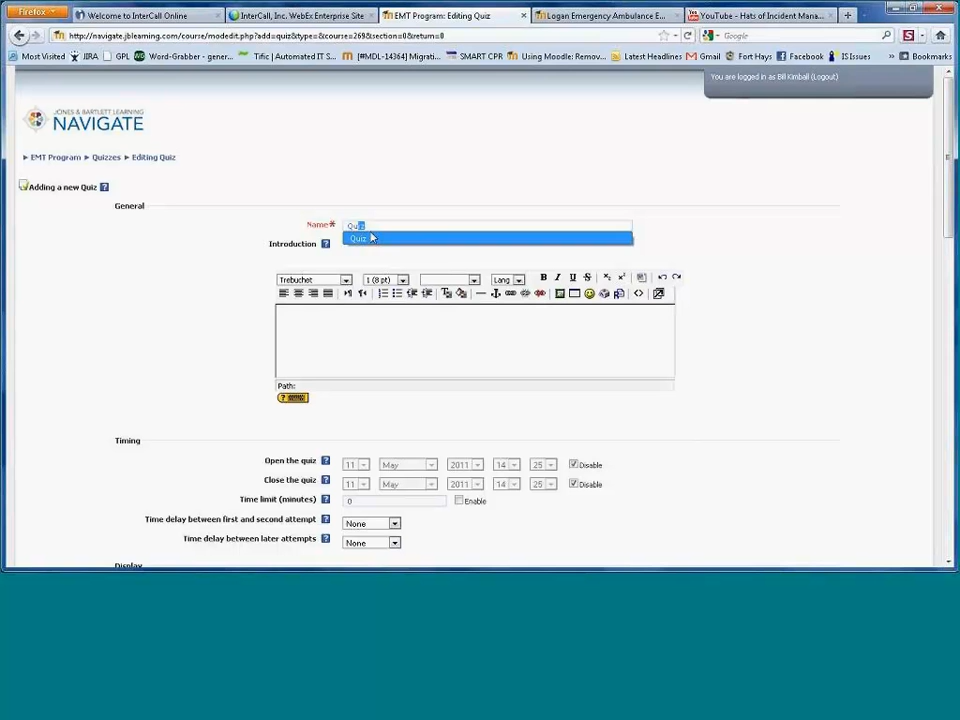 Firefox
Welcome to InterCall Online
InterCall, Inc. WebEx Enterprise Site
EMT Program: Editing Quiz
Logan Emergency Ambulance E...
YouTube - Hats of Incident Mana...
http://navigate.jblearning.com/course/modedit.php?add=quiz&type=&course=269&section=0&return=0
Google
Most Visited JIRA GPL Word-Grabber - gener... Tific | Automated IT S... [#MDL-14364] Migrati... SMART CPR Using Moodle: Remov... Latest Headlines Gmail Fort Hays Facebook ISIssues » Bookmarks
You are logged in as Bill Kimball (Logout)
JONES & BARTLETT LEARNING
NAVIGATE
EMT Program ► Quizzes ► Editing Quiz
Adding a new Quiz
General
Name* Quiz
Quiz
Introduction
Trebuchet 1 (8 pt) Lang B I U S
Path:
Timing
Open the quiz 11 May 2011 14 25 Disable
Close the quiz 11 May 2011 14 25 Disable
Time limit (minutes) 0 Enable
Time delay between first and second attempt None
Time delay between later attempts None
Display